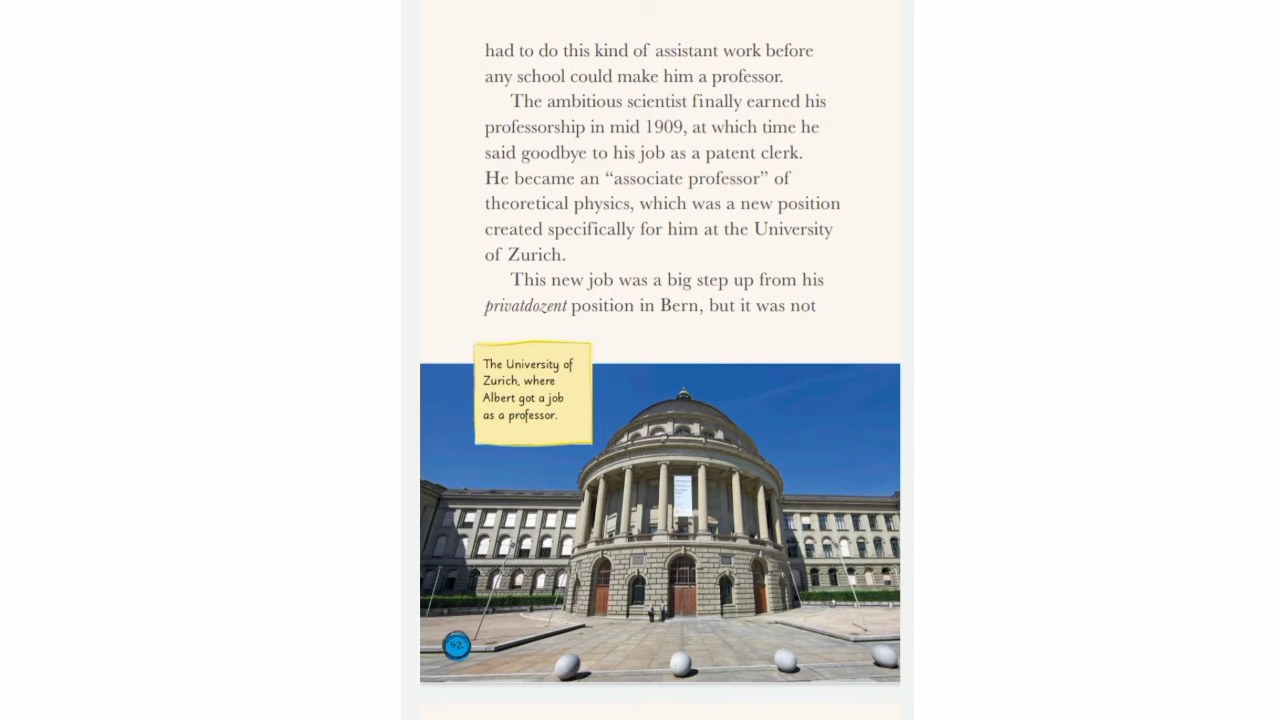 had to do this kind of assistant work before
any school could make him a professor.
The ambitious scientist finally earned his
professorship in mid 1909, at which time he
said goodbye to his job as a patent clerk.
He became an “associate professor” of
theoretical physics, which was a new position
created specifically for him at the University
of Zurich.
This new job was a big step up from his
privatdozent position in Bern, but it was not
The University of
Zurich, where
Albert got a job
as a professor.